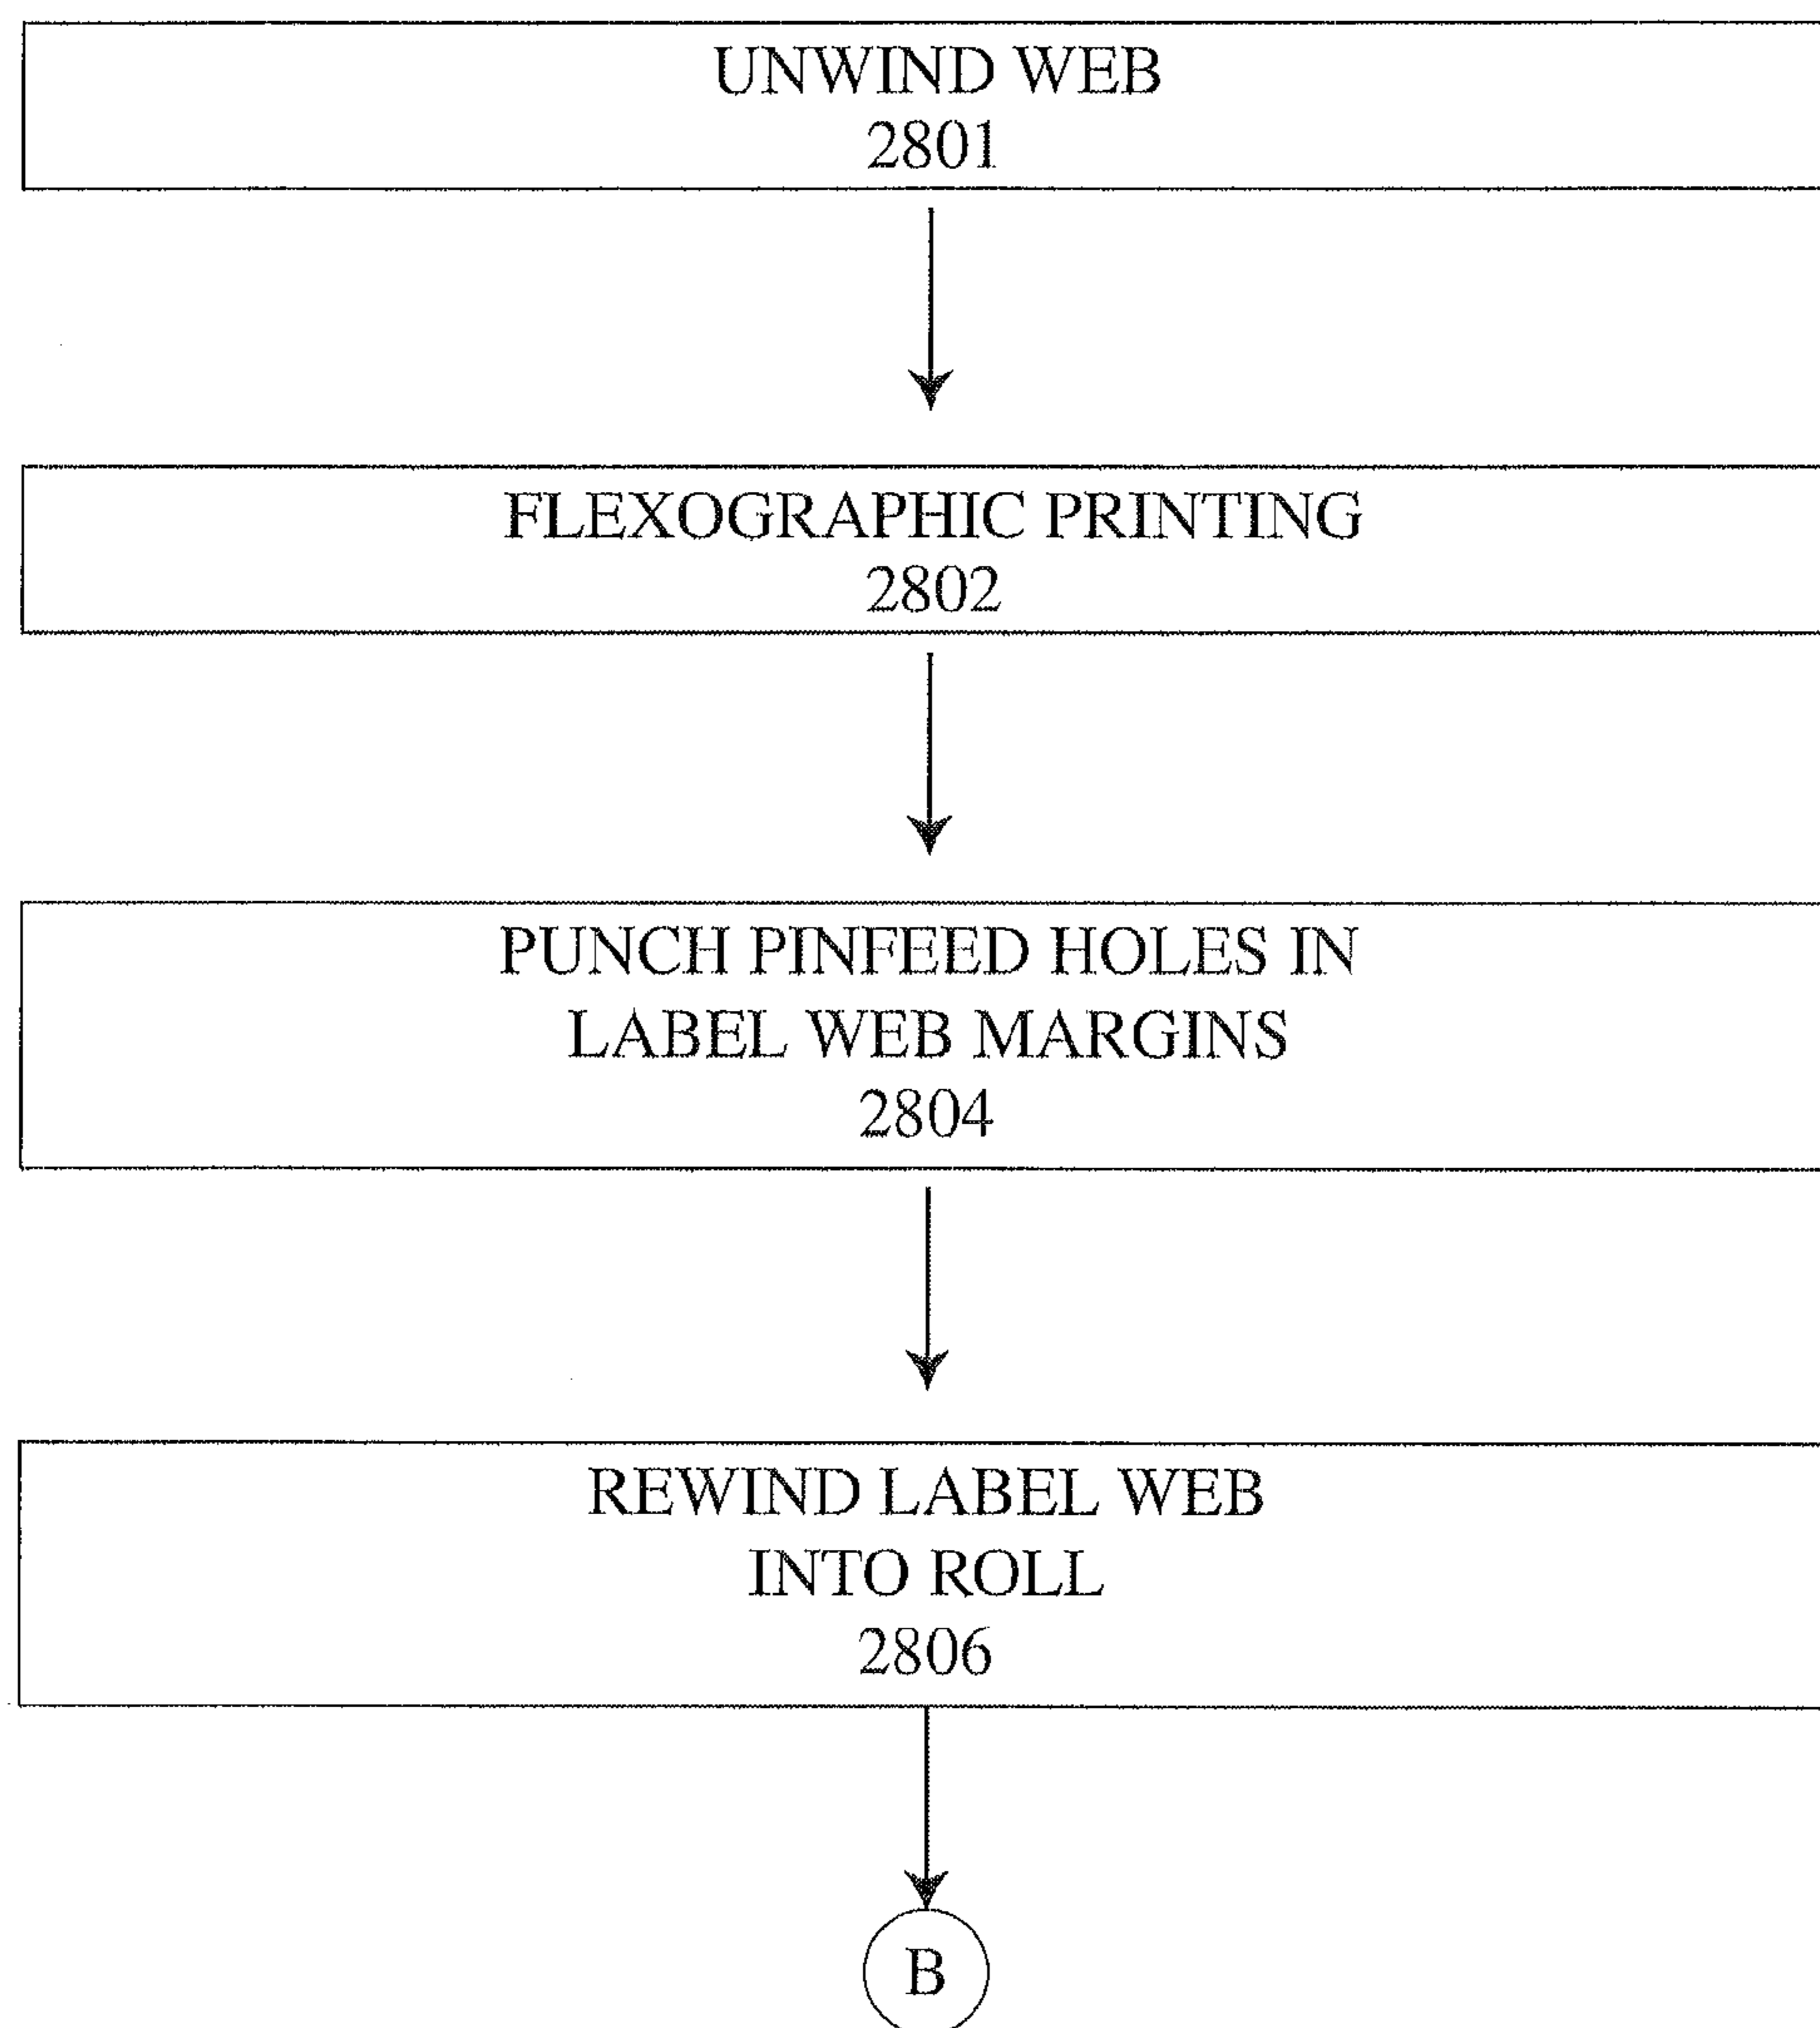 UNWIND WEB
2801
FLEXOGRAPHIC PRINTING
2802
PUNCH PINFEED HOLES IN
LABEL WEB MARGINS
2804
REWIND LABEL WEB
INTO ROLL
2806
B